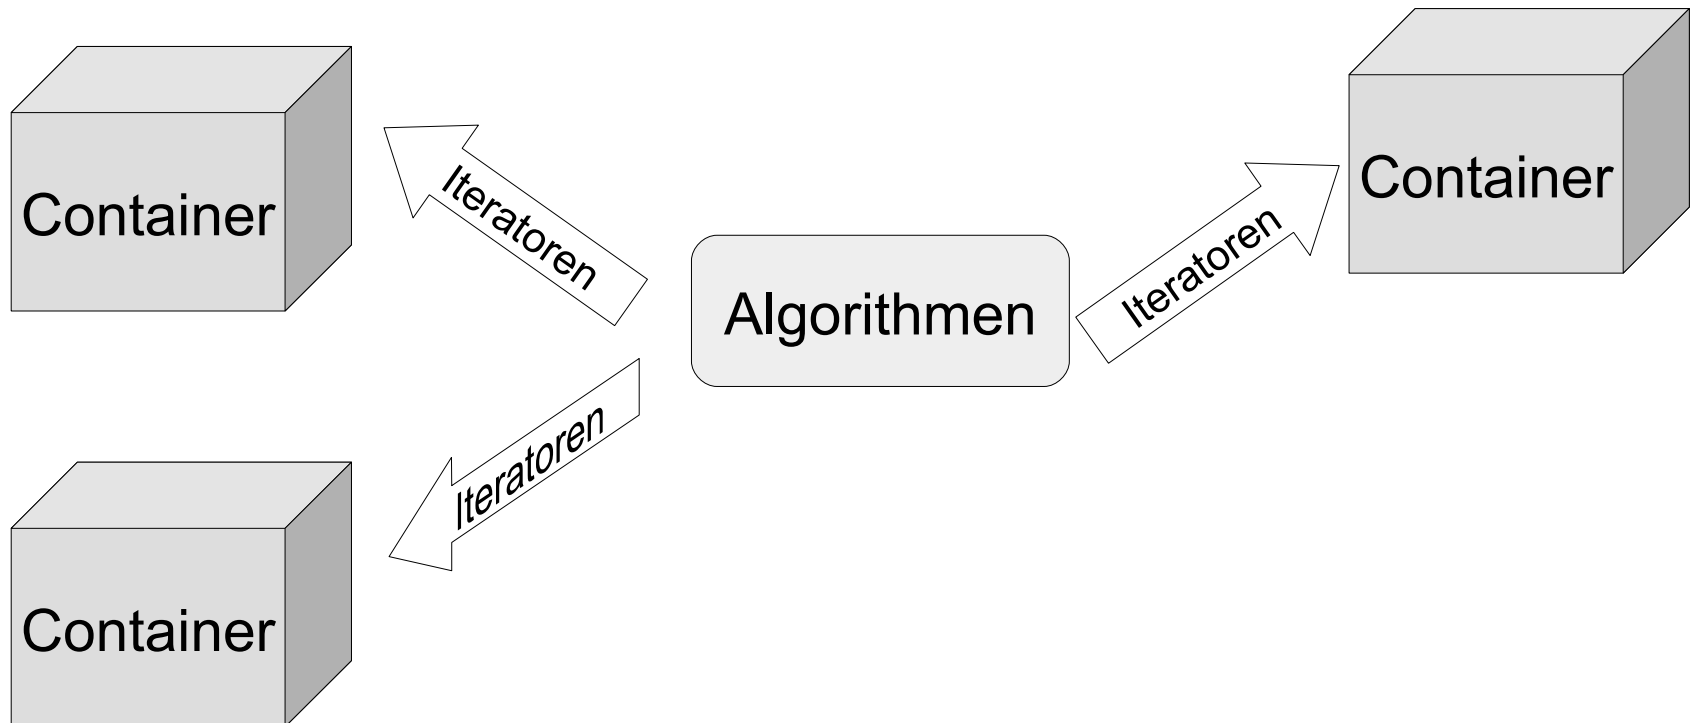 Container
Iteratoren
Algorithmen
Iteratoren
Container
Iteratoren
Container